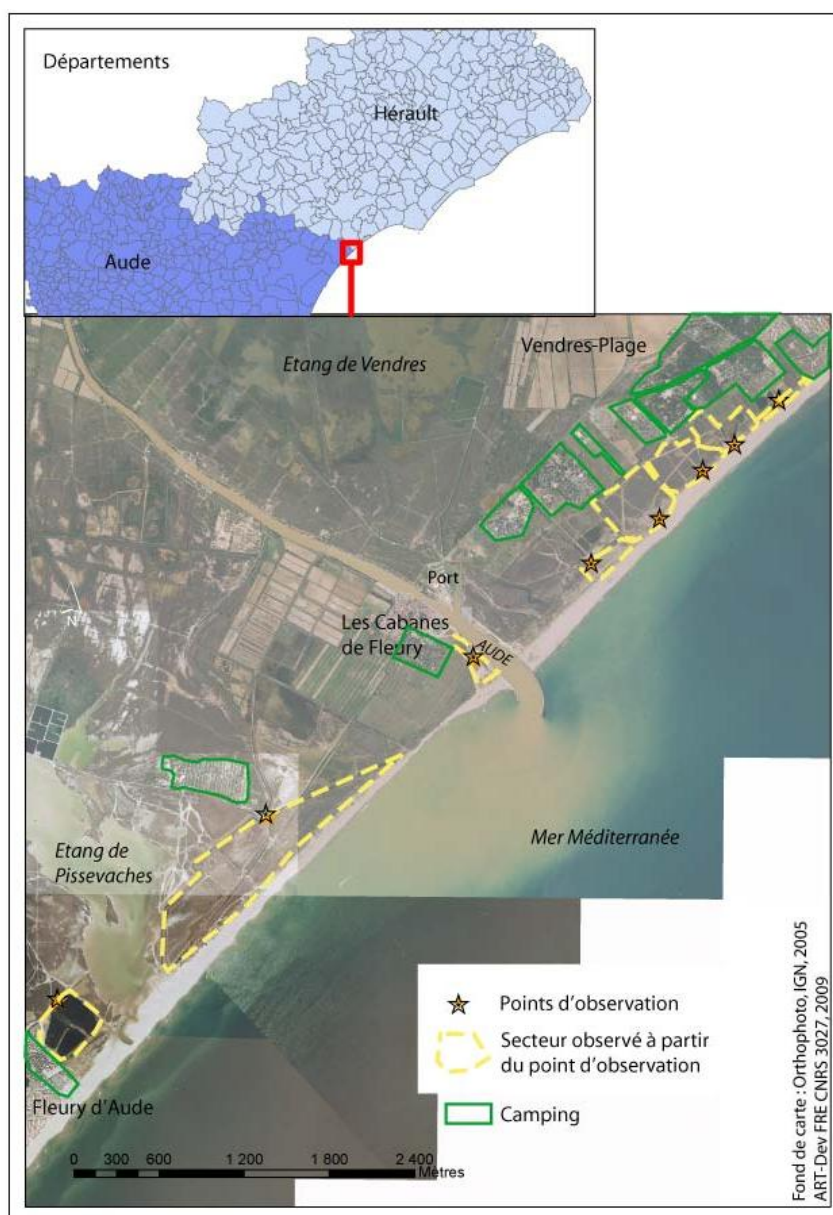 Départements
Hérault
Aude
Vendres-Plage
Etang de Vendres
Port
Les Cabanes
de Fleury
AUDE
N
Mer Méditerranée
Etang de
Pissevaches
Points d'observation
Secteur observé à partir
du point d'observation
Camping
Fleury d'Aude
0 300 600 1 200 1 800 2 400
Mètres
Fond de carte : Orthophoto, IGN, 2005
ART-Dev FRE CNRS 3027, 2009